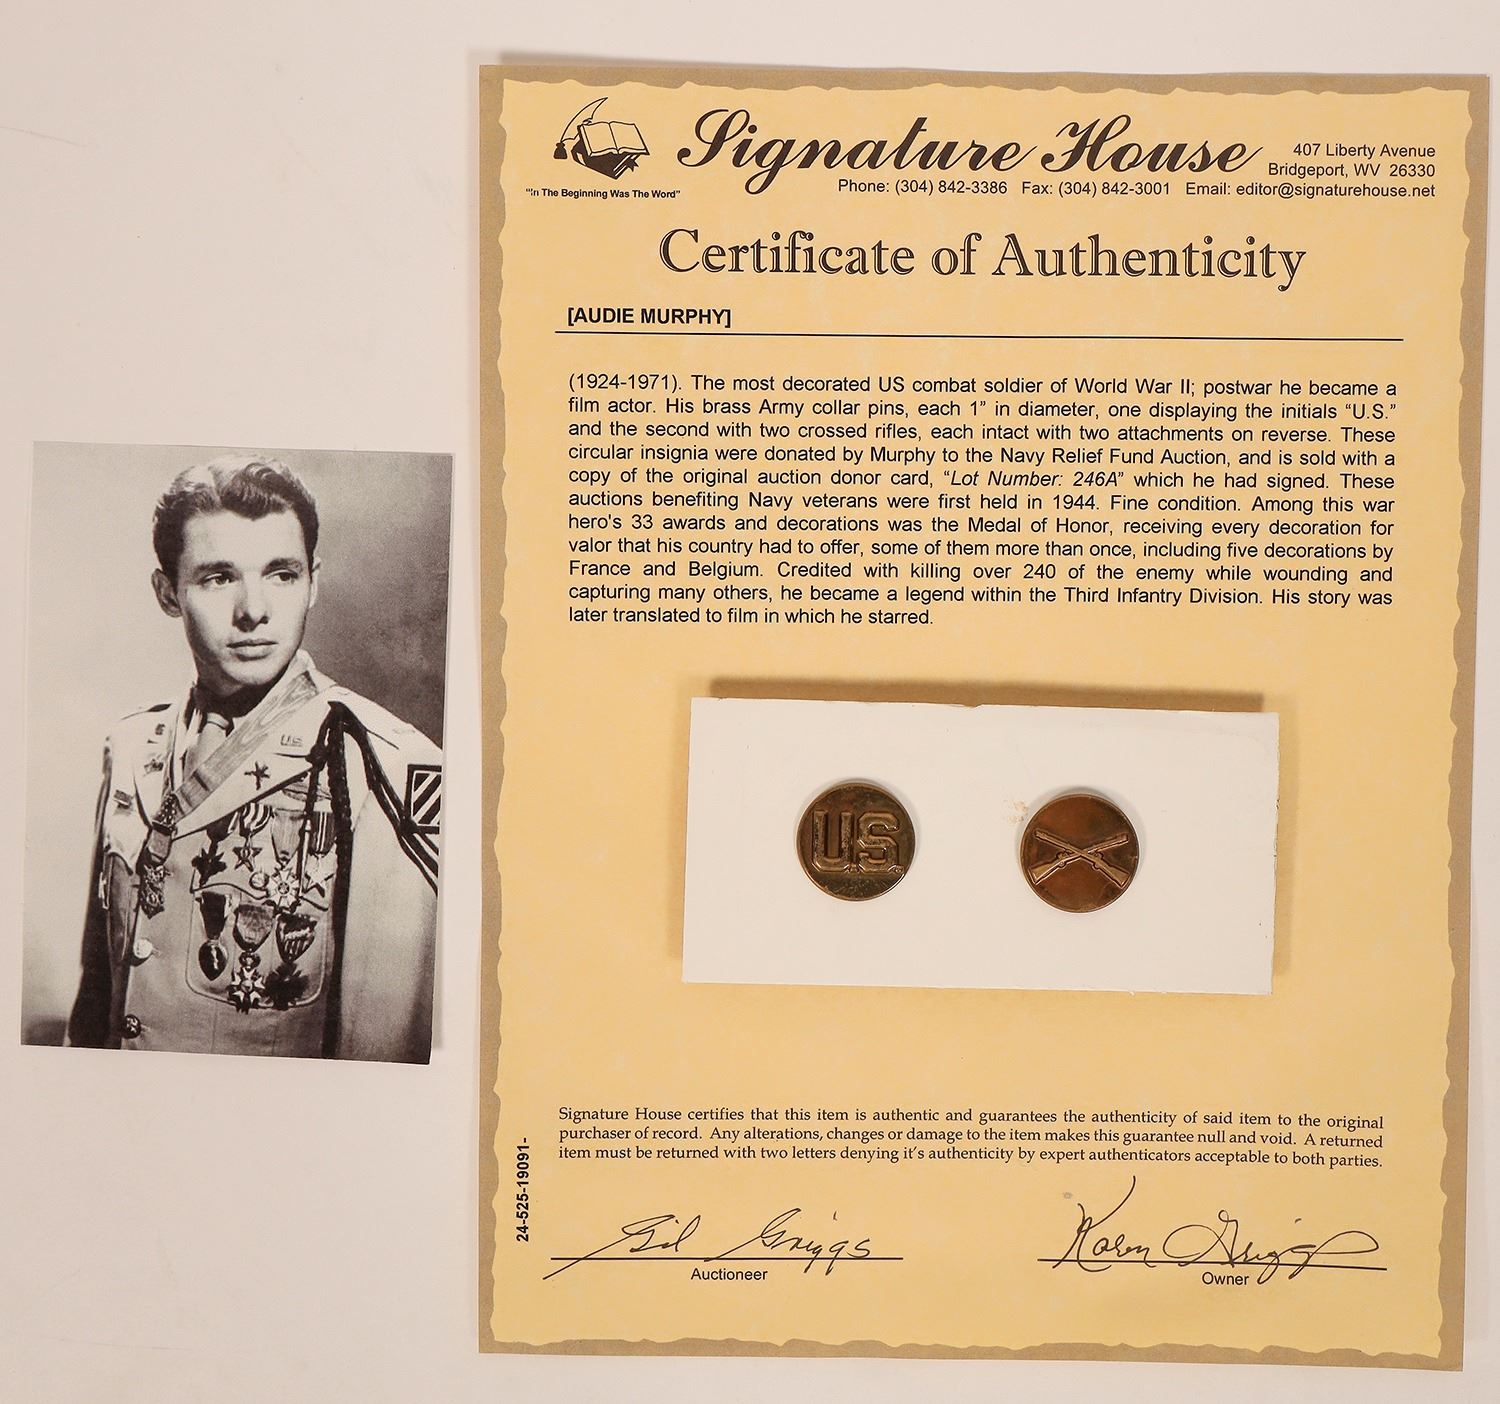 Signature House
407 Liberty Avenue
Bridgeport, WV 26330
"In The Beginning Was The Word"
Phone: (304) 842-3386 Fax: (304) 842-3001 Email: editor@signaturehouse.net
Certificate of Authenticity
[AUDIE MURPHY]
(1924-1971). The most decorated US combat soldier of World War II; postwar he became a
film actor. His brass Army collar pins, each 1” in diameter, one displaying the initials “U.S.”
and the second with two crossed rifles, each intact with two attachments on reverse. These
circular insignia were donated by Murphy to the Navy Relief Fund Auction, and is sold with a
copy of the original auction donor card, “Lot Number: 246A” which he had signed. These
auctions benefiting Navy veterans were first held in 1944. Fine condition. Among this war
hero's 33 awards and decorations was the Medal of Honor, receiving every decoration for
valor that his country had to offer, some of them more than once, including five decorations by
France and Belgium. Credited with killing over 240 of the enemy while wounding and
capturing many others, he became a legend within the Third Infantry Division. His story was
later translated to film in which he starred.
US
US
Signature House certifies that this item is authentic and guarantees the authenticity of said item to the original
purchaser of record. Any alterations, changes or damage to the item makes this guarantee null and void. A returned
item must be returned with two letters denying it's authenticity by expert authenticators acceptable to both parties.
24-525-19091-
Gil Griggs
Karen Griggs
Auctioneer
Owner